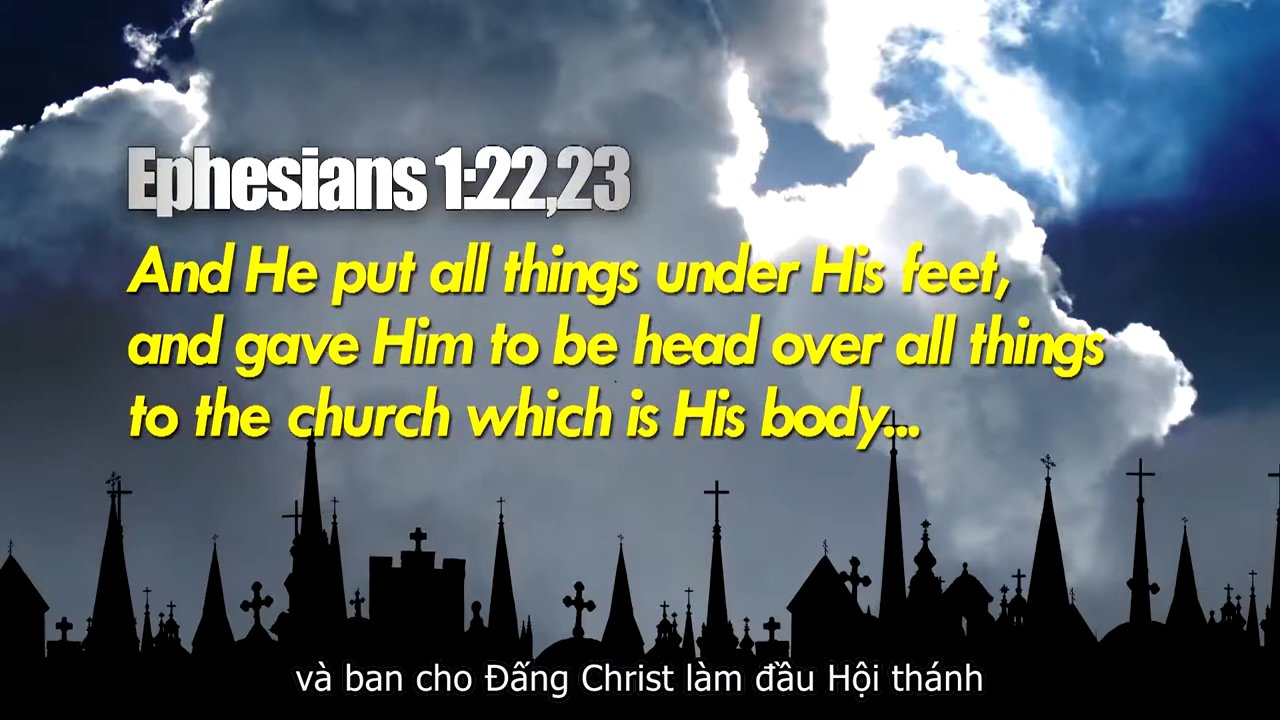 Ephesians 1:22,23
And He put all things under His feet,
and gave Him to be head over all things
to the church which is His body...
và ban cho Đấng Christ làm đầu Hội thánh